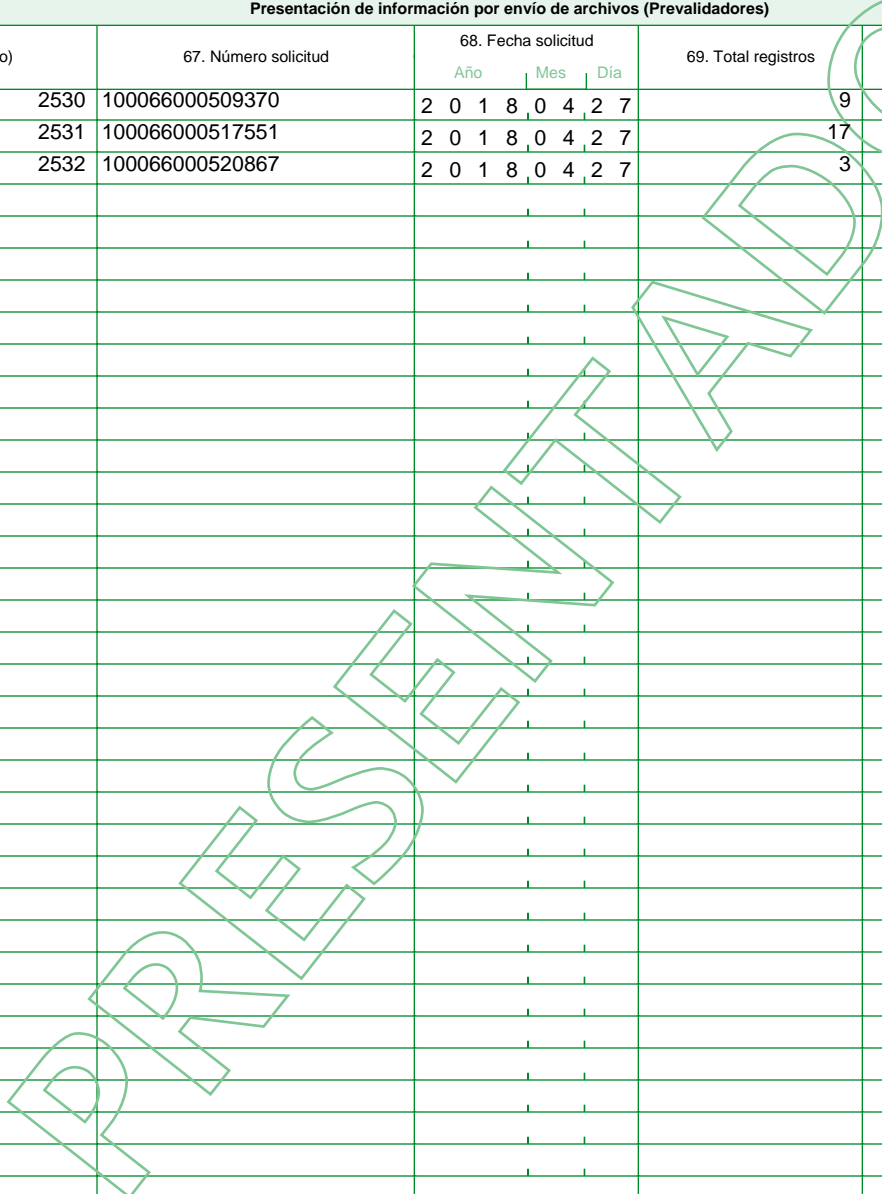 Presentación de información por envío de archivos (Prevalidadores)
o) 67. Número solicitud 68. Fecha solicitud 69. Total registros
Año Mes Día
2530 100066000509370 2 0 1 8 0 4 2 7 9
2531 100066000517551 2 0 1 8 0 4 2 7 17
2532 100066000520867 2 0 1 8 0 4 2 7 3
PRESENTADO